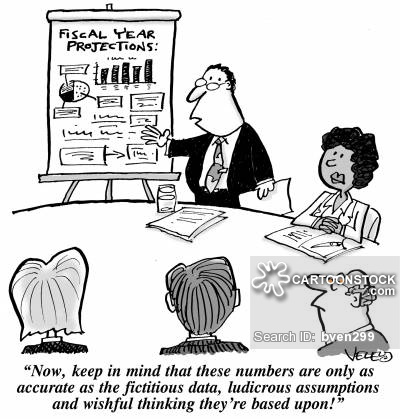 FISCAL YEAR
PROJECTIONS:
CARTOONSTOCK
.com
Search ID: bven299
VELEY
“Now, keep in mind that these numbers are only as
accurate as the fictitious data, ludicrous assumptions
and wishful thinking they’re based upon!”